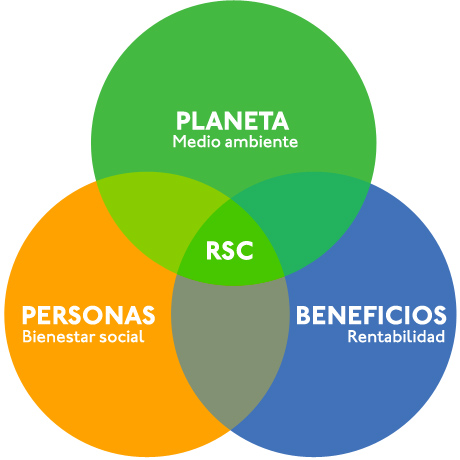 PLANETA
Medio ambiente
RSC
PERSONAS
Bienestar social
BENEFICIOS
Rentabilidad